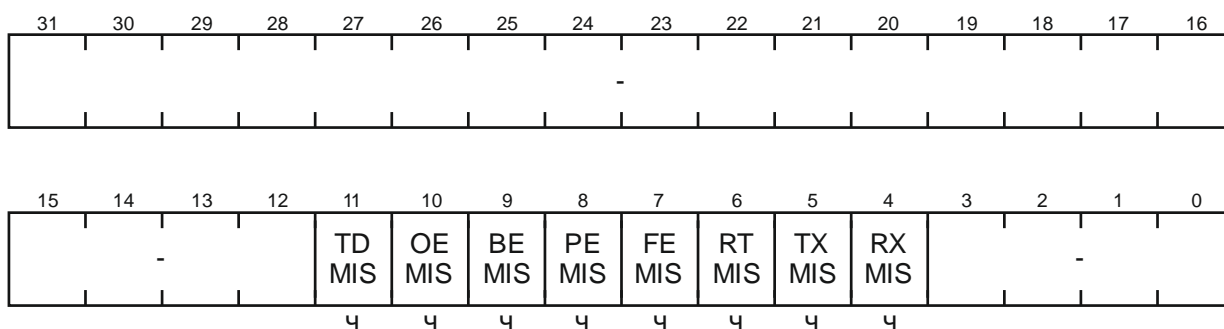 31 30 29 28 27 26 25 24 23 22 21 20 19 18 17 16
-
15 14 13 12 11 10 9 8 7 6 5 4 3 2 1 0
- TD MIS OE MIS BE MIS PE MIS FE MIS RT MIS TX MIS RX MIS -
Ч Ч Ч Ч Ч Ч Ч Ч